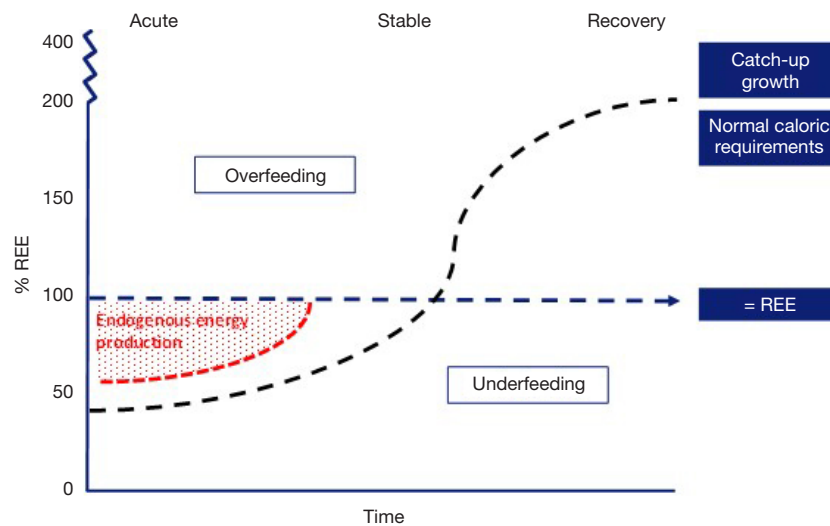 Acute Stable Recovery
400
Catch-up
growth
200
Normal caloric
requirements
Overfeeding
150
% REE
100
= REE
Endogenous energy
production
Underfeeding
50
0
Time